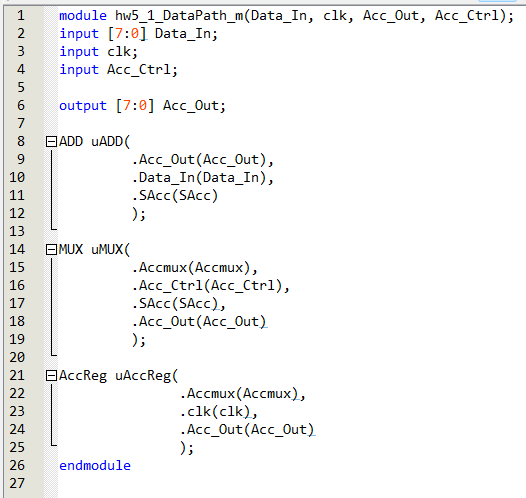 1 module hw5_1_DataPath_m(Data_In, clk, Acc_Out, Acc_Ctrl);
2 input [7:0] Data_In;
3 input clk;
4 input Acc_Ctrl;
5
6 output [7:0] Acc_Out;
7
8 ADD uADD(
9 .Acc_Out(Acc_Out),
10 .Data_In(Data_In),
11 .SAcc(SAcc)
12 );
13
14 MUX uMUX(
15 .Accmux(Accmux),
16 .Acc_Ctrl(Acc_Ctrl),
17 .SAcc(SAcc),
18 .Acc_Out(Acc_Out)
19 );
20
21 AccReg uAccReg(
22 .Accmux(Accmux),
23 .clk(clk),
24 .Acc_Out(Acc_Out)
25 );
26 endmodule
27